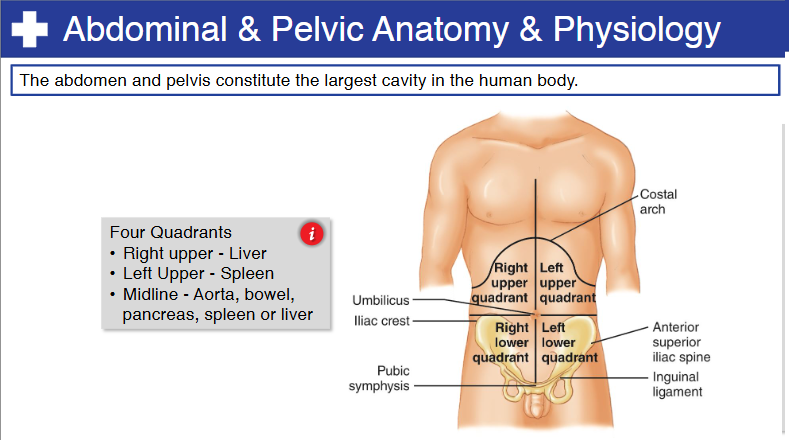 Abdominal & Pelvic Anatomy & Physiology
The abdomen and pelvis constitute the largest cavity in the human body.
Four Quadrants
i
• Right upper - Liver
• Left Upper - Spleen
• Midline - Aorta, bowel,
pancreas, spleen or liver
Costal
arch
Right
upper
quadrant
Left
upper
quadrant
Umbilicus
Iliac crest
Right
lower
quadrant
Left
lower
quadrant
Anterior
superior
iliac spine
Pubic
symphysis
Inguinal
ligament